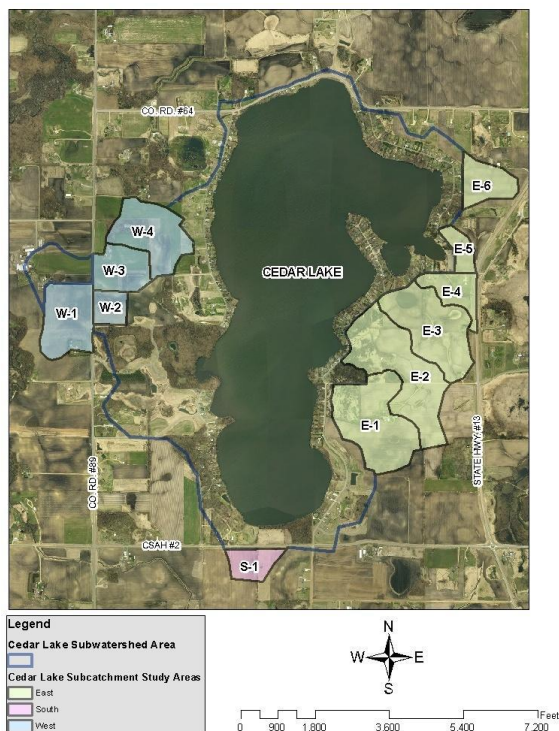 CO. RD. #64
E-6
W-4
E-5
W-3
CEDAR LAKE
E-4
W-2
W-1
E-3
E-2
E-1
STATE HWY. #13
CO. RD. #89
CSAH #2
S-1
Legend
Cedar Lake Subwatershed Area
Cedar Lake Subcatchment Study Areas
East
South
West
N
W E
S
Feet
0 900 1,800 3,600 5,400 7,200